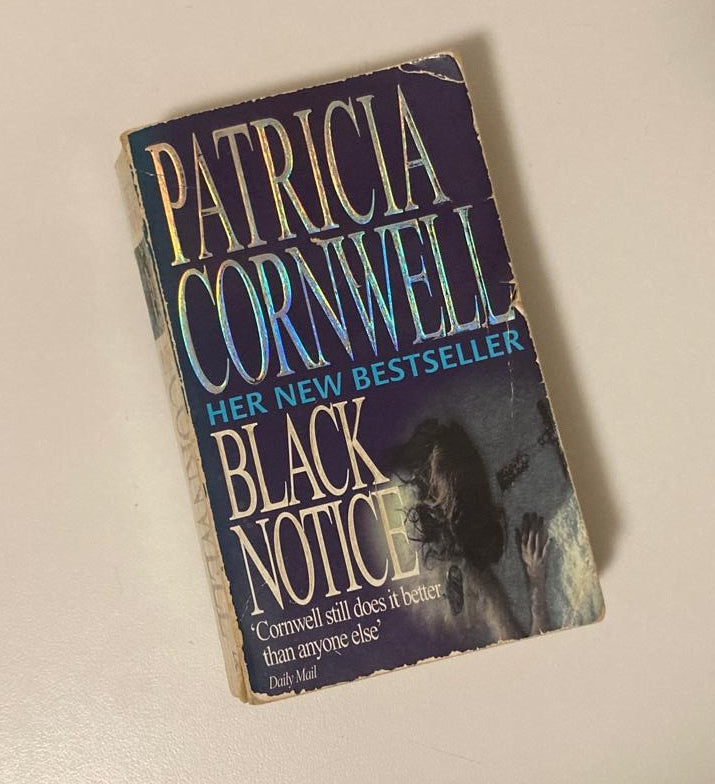 PATRICIA
CORNWELL
HER NEW BESTSELLER
BLACK
NOTICE
‘Cornwell still does it better
than anyone else’
Daily Mail